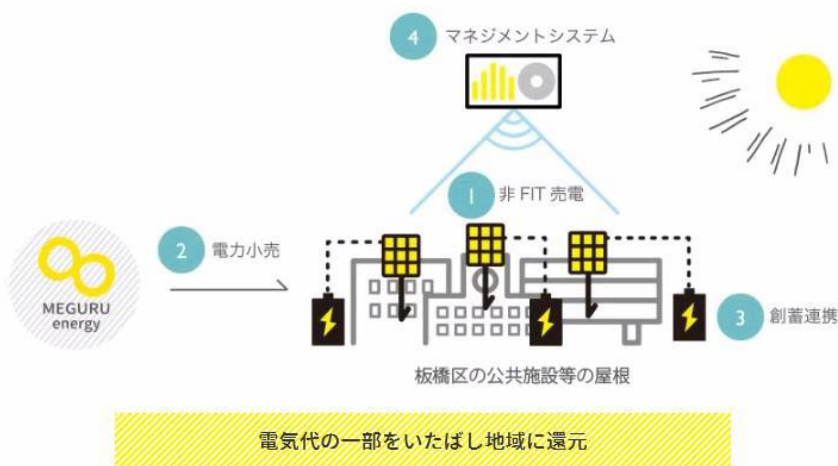 4 マネジメントシステム
1 非FIT売電
2 電力小売
MEGURU
energy
3 創蓄連携
板橋区の公共施設等の屋根
電気代の一部をいたばし地域に還元